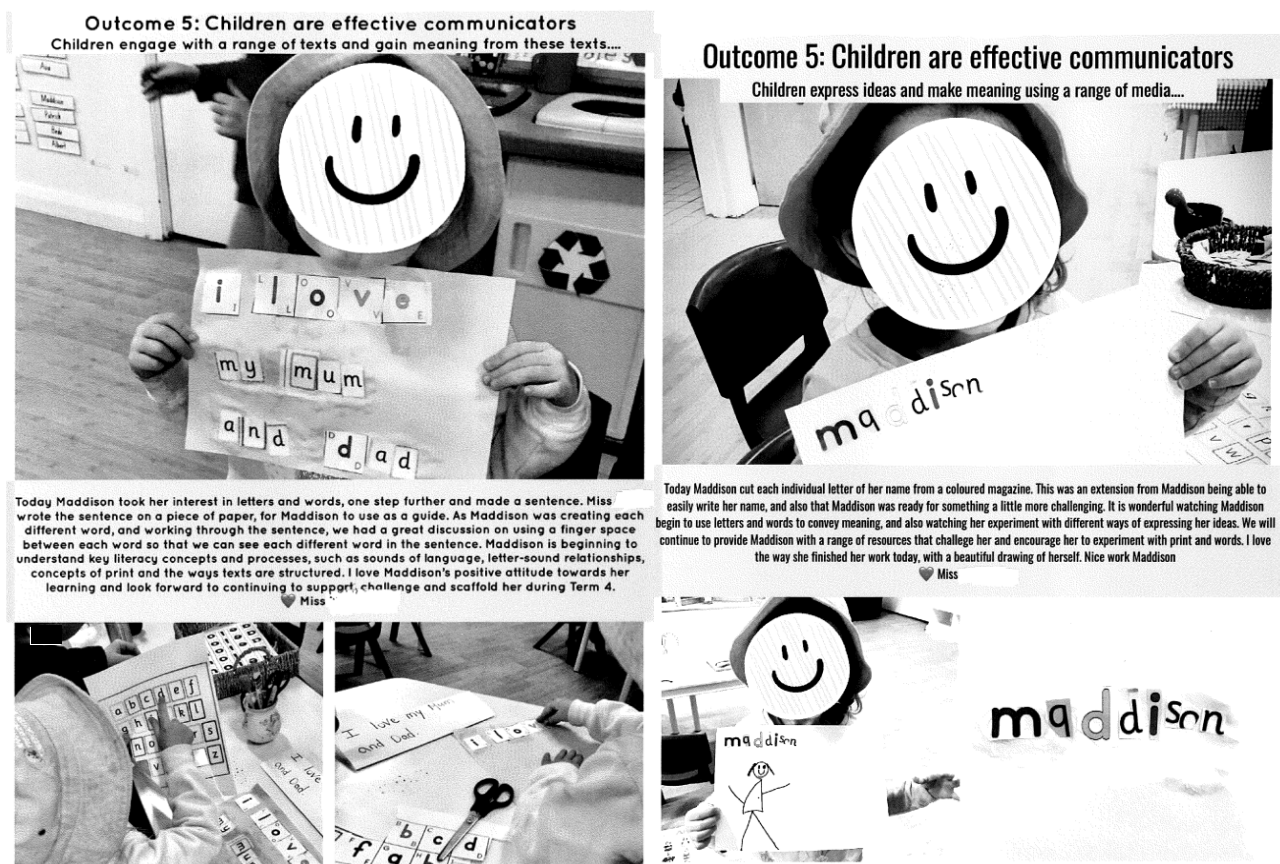 Outcome 5: Children are effective communicators
Children engage with a range of texts and gain meaning from these texts....
Maddison
Patrick
Bedi
Albert
i love
my mum
and dad
Today Maddison took her interest in letters and words, one step further and made a sentence. Miss
wrote the sentence on a piece of paper, for Maddison to use as a guide. As Maddison was creating each
different word, and working through the sentence, we had a great discussion on using a finger space
between each word so that we can see each different word in the sentence. Maddison is beginning to
understand key literacy concepts and processes, such as sounds of language, letter-sound relationships,
concepts of print and the ways texts are structured. I love Maddison's positive attitude towards her
learning and look forward to continuing to support, challenge and scaffold her during Term 4.
Miss
a b c d e f
g h k l
n o r s
v z
I love
and Dad.
i love
my mu
I love my Mum
and Dad.
i l o v
b c d
f a
Outcome 5: Children are effective communicators
Children express ideas and make meaning using a range of media....
maddison
Today Maddison cut each individual letter of her name from a coloured magazine. This was an extension from Maddison being able to
easily write her name, and also that Maddison was ready for something a little more challenging. It is wonderful watching Maddison
begin to use letters and words to convey meaning, and also watching her experiment with different ways of expressing her ideas. We will
continue to provide Maddison with a range of resources that challege her and encourage her to experiment with print and words. I love
the way she finished her work today, with a beautiful drawing of herself. Nice work Maddison
Miss
maddison
maddison